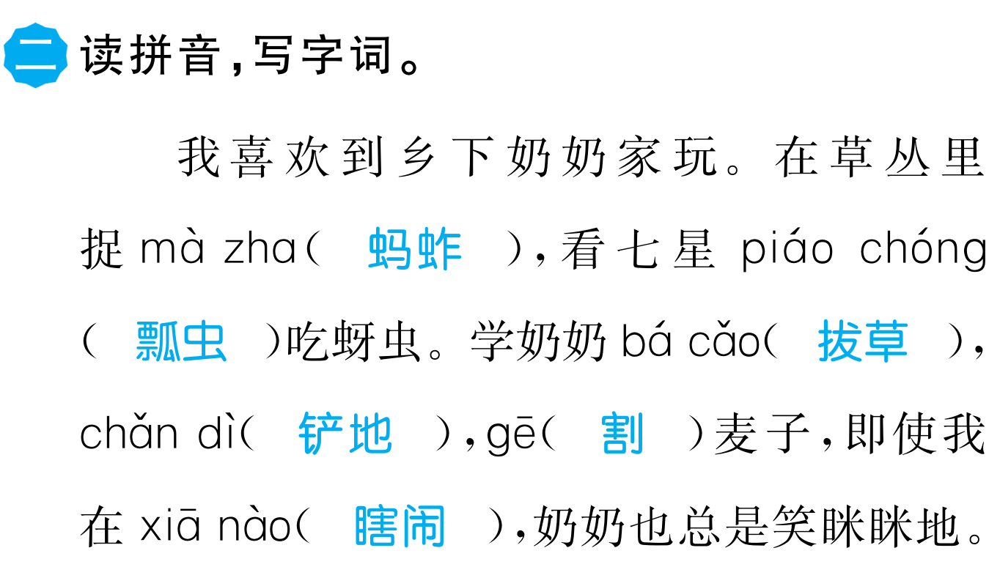 二 读拼音,写字词。
我喜欢到乡下奶奶家玩。在草丛里
捉 mà zha( 蚂蚱 ),看七星 piáo chóng
( 瓢虫 )吃蚜虫。学奶奶 bá cǎo( 拔草 ),
chǎn dì( 铲地 ),gē( 割 )麦子,即使我
在 xiā nào( 瞎闹 ),奶奶也总是笑眯眯地。